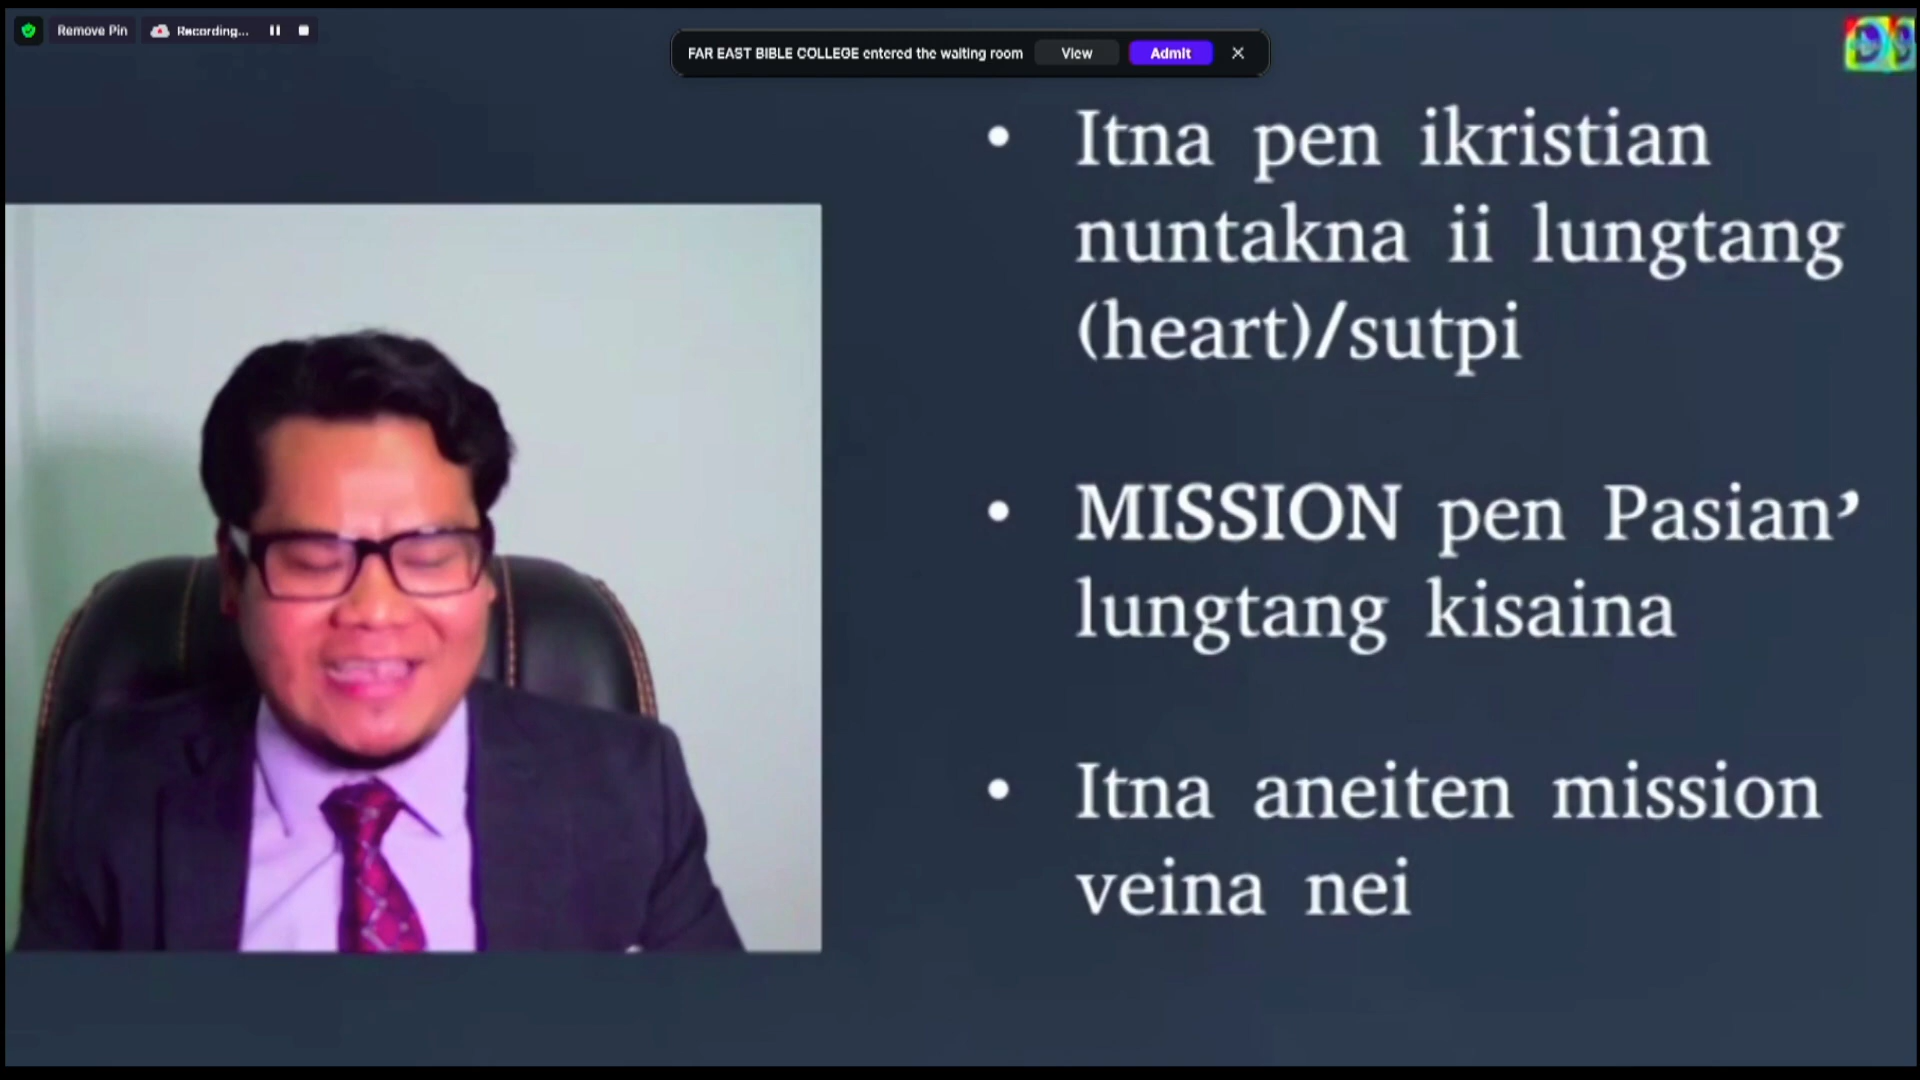 Remove Pin
Recording...
FAR EAST BIBLE COLLEGE entered the waiting room
View
Admit
• Itna pen ikristian
nuntakna ii lungtang
(heart)/sutpi
• MISSION pen Pasian’
lungtang kisaina
• Itna aneiten mission
veina nei